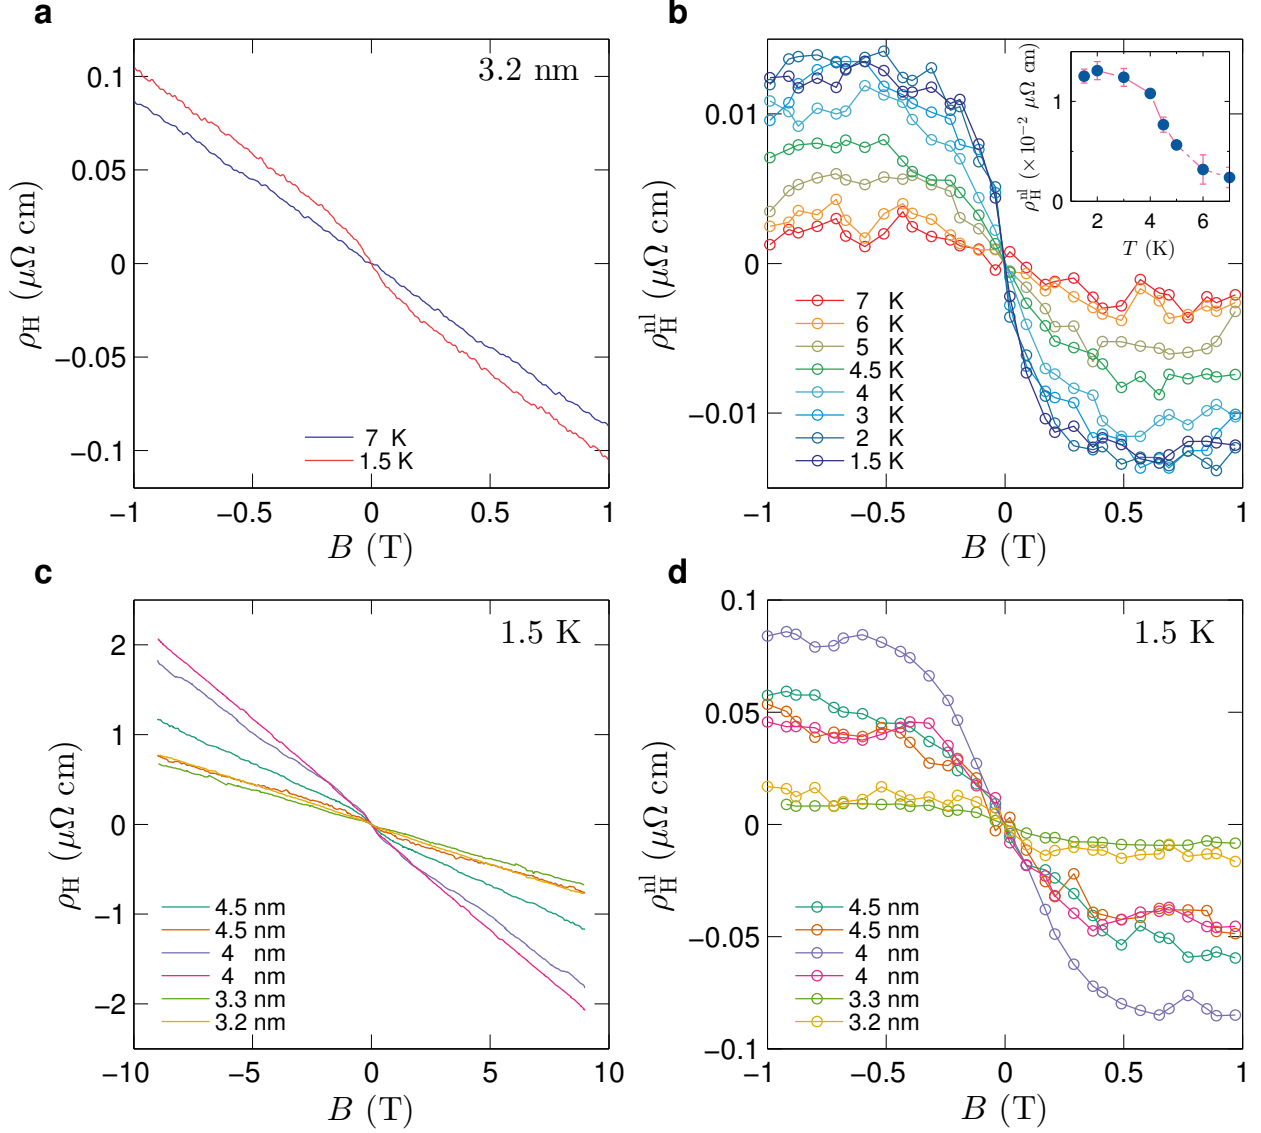 a
3.2 nm
0.1
0.05
0
−0.05
−0.1
ρH (μΩ cm)
7 K
1.5 K
−1 −0.5 0 0.5 1
B (T)
b
0.01
0
−0.01
ρH^nl (μΩ cm)
7 K
6 K
5 K
4.5 K
4 K
3 K
2 K
1.5 K
−1 −0.5 0 0.5 1
B (T)
ρH^nl (×10^−2 μΩ cm)
1
0
2 4 6
T (K)
c
1.5 K
2
1
0
−1
−2
ρH (μΩ cm)
4.5 nm
4.5 nm
4 nm
4 nm
3.3 nm
3.2 nm
−10 −5 0 5 10
B (T)
d
1.5 K
0.1
0.05
0
−0.05
−0.1
ρH^nl (μΩ cm)
4.5 nm
4.5 nm
4 nm
4 nm
3.3 nm
3.2 nm
−1 −0.5 0 0.5 1
B (T)